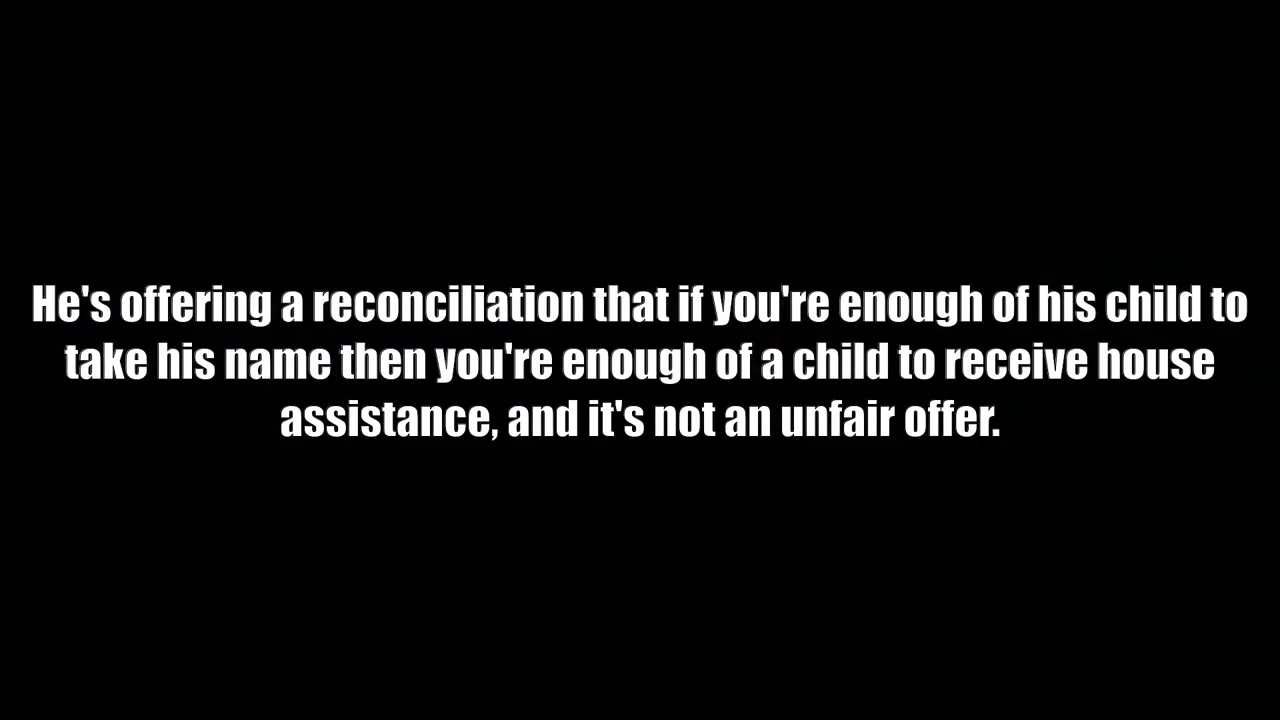 He's offering a reconciliation that if you're enough of his child to
take his name then you're enough of a child to receive house
assistance, and it's not an unfair offer.